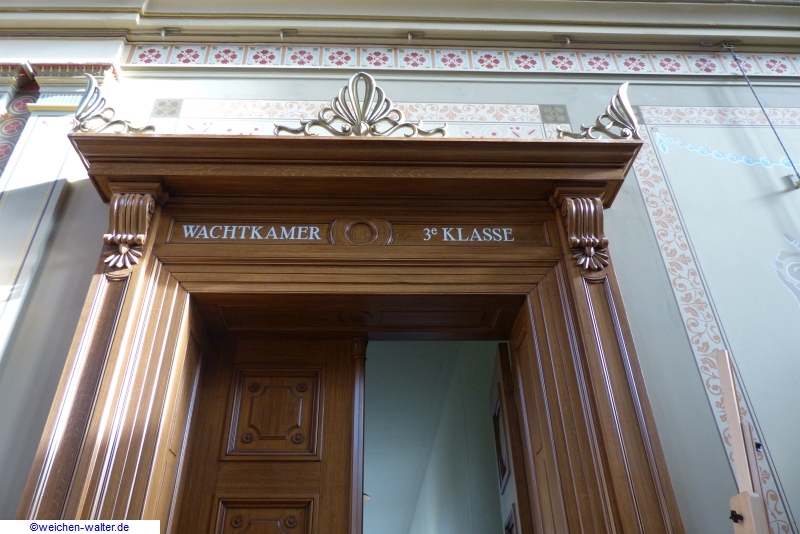 WACHTKAMER 3e KLASSE
©weichen-walter.de